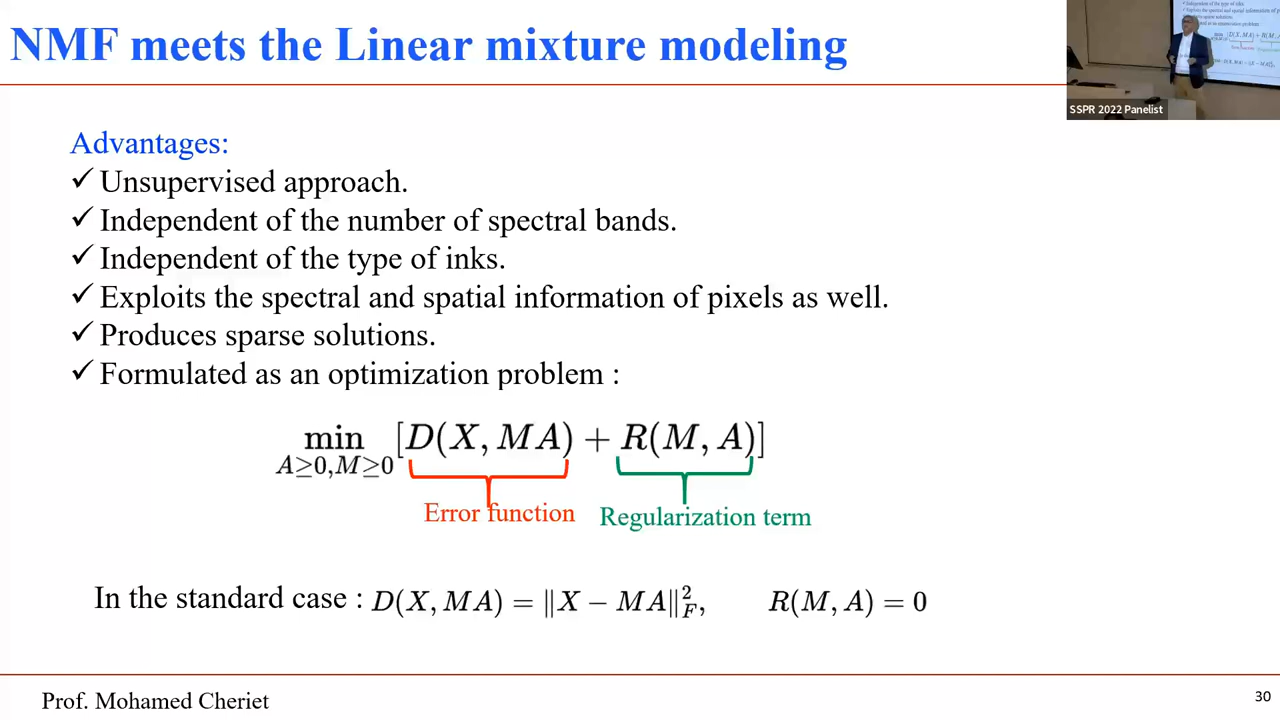 NMF meets the Linear mixture modeling
SSPR 2022 Panelist
Advantages:
✓ Unsupervised approach.
✓ Independent of the number of spectral bands.
✓ Independent of the type of inks.
✓ Exploits the spectral and spatial information of pixels as well.
✓ Produces sparse solutions.
✓ Formulated as an optimization problem :
min [D(X, MA) + R(M, A)]
A≥0,M≥0
Error function Regularization term
In the standard case : D(X, MA) = ‖X − MA‖²_F, R(M, A) = 0
Prof. Mohamed Cheriet
30